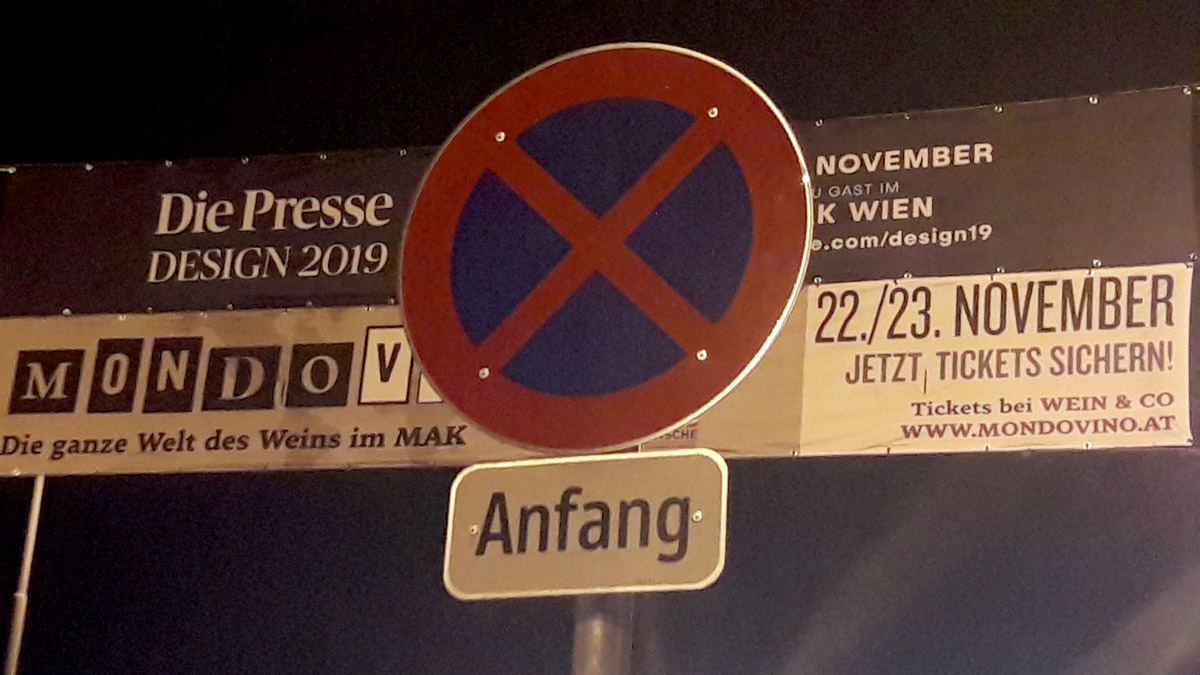 Die Presse
DESIGN 2019
NOVEMBER
U GAST IM
K WIEN
e.com/design19
MONDOV
Die ganze Welt des Weins im MAK
22./23. NOVEMBER
JETZT TICKETS SICHERN!
Tickets bei WEIN & CO
WWW.MONDOVINO.AT
Anfang